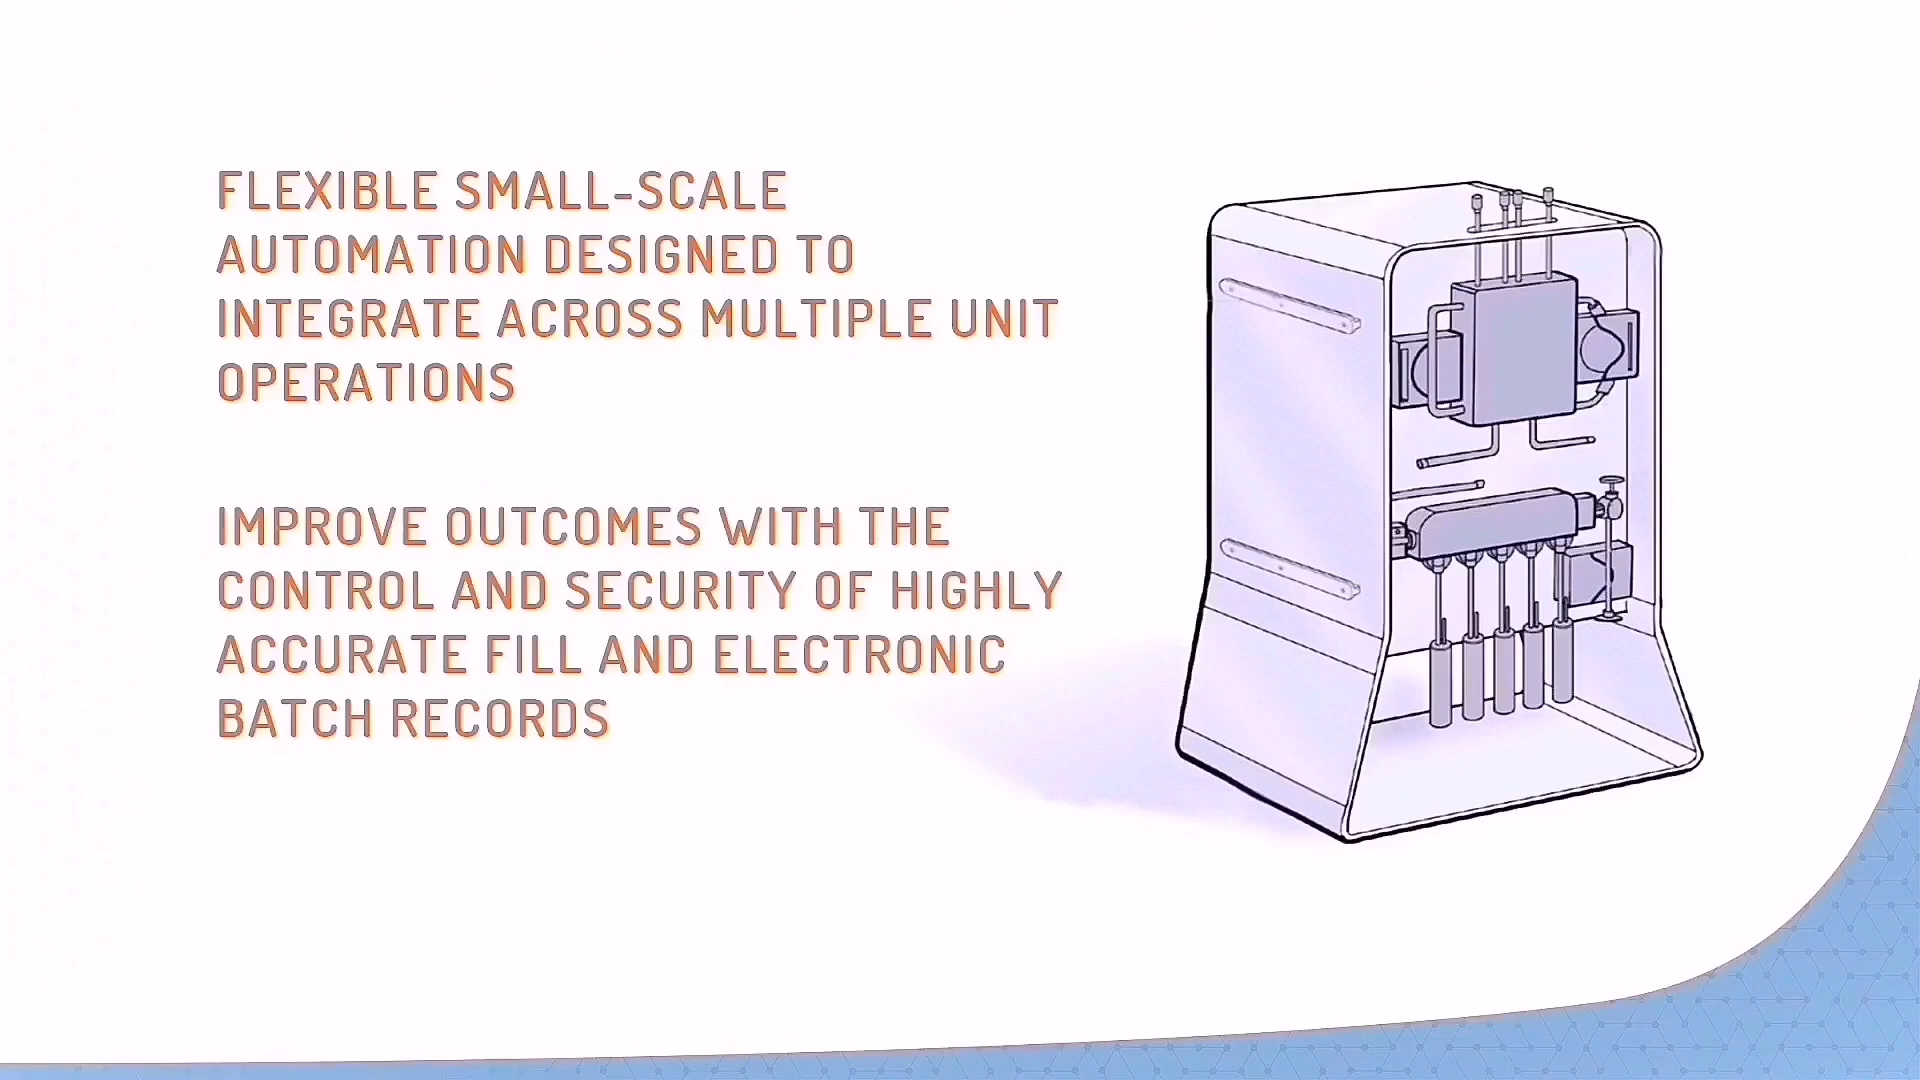 FLEXIBLE SMALL-SCALE
AUTOMATION DESIGNED TO
INTEGRATE ACROSS MULTIPLE UNIT
OPERATIONS
IMPROVE OUTCOMES WITH THE
CONTROL AND SECURITY OF HIGHLY
ACCURATE FILL AND ELECTRONIC
BATCH RECORDS